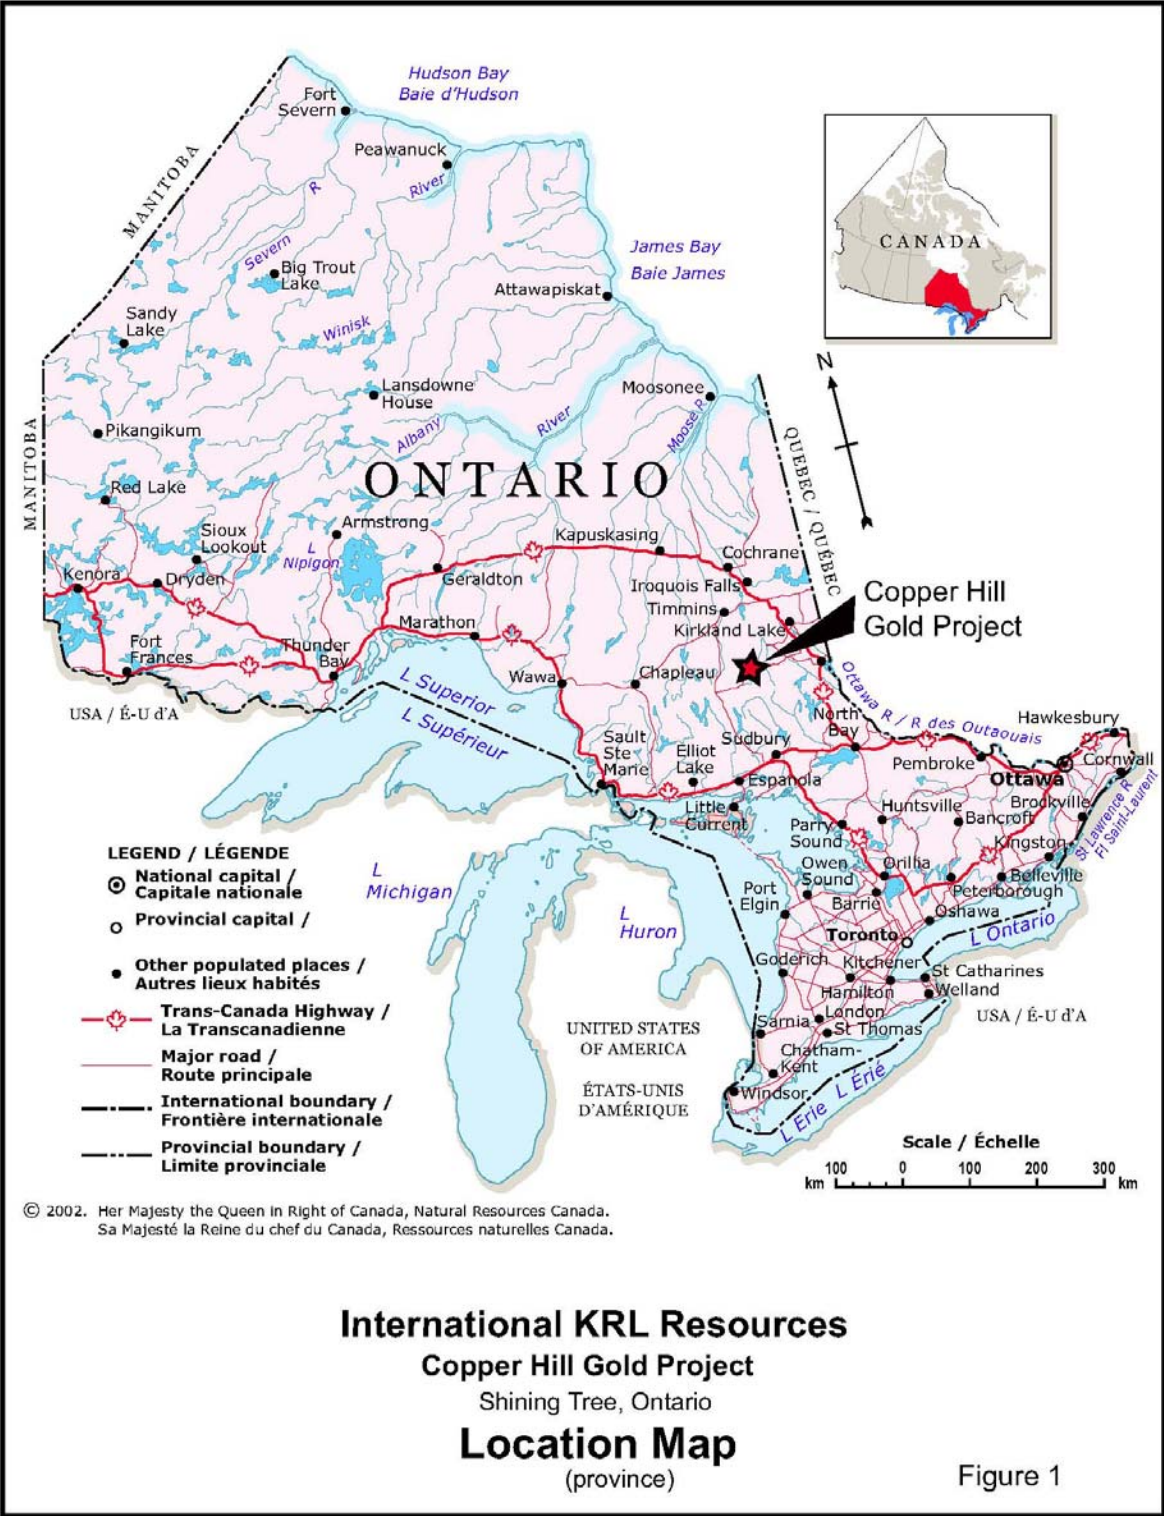 Hudson Bay
Baie d'Hudson
Fort
Severn
Peawanuck
River
R
Severn
MANITOBA
Big Trout
Lake
James Bay
Baie James
Attawapiskat
CANADA
Sandy
Lake
Winisk
N
Lansdowne
House
Moosonee
Albany
River
Moose R
Pikangikum
MANITOBA
QUEBEC / QUÉBEC
ONTARIO
Red Lake
Armstrong
Sioux
Lookout
L
Nipigon
Kapuskasing
Cochrane
Kenora
Dryden
Geraldton
Iroquois Falls
Timmins
Kirkland Lake
Copper Hill
Gold Project
Marathon
Fort
Frances
Thunder
Bay
Wawa
Chapleau
L Superior
L Supérieur
USA / É-U d'A
Ottawa R / R des Outaouais
North
Bay
Hawkesbury
Sault
Ste
Marie
Elliot
Lake
Sudbury
Pembroke
Ottawa
Cornwall
Espanola
Little
Current
Huntsville
Bancroft
Brockville
St Lawrence R
Fl Saint-Laurent
Parry
Sound
Kingston
Owen
Sound
Orillia
Belleville
Port
Elgin
Barrie
Peterborough
L
Michigan
L
Huron
Oshawa
Toronto
L Ontario
Goderich
Kitchener
St Catharines
Hamilton
Welland
USA / É-U d'A
London
Sarnia
St Thomas
UNITED STATES
OF AMERICA
Chatham-
Kent
ÉTATS-UNIS
D'AMÉRIQUE
Windsor
L Erie L Érié
LEGEND / LÉGENDE
National capital /
Capitale nationale
Provincial capital /
Other populated places /
Autres lieux habités
Trans-Canada Highway /
La Transcanadienne
Major road /
Route principale
International boundary /
Frontière internationale
Provincial boundary /
Limite provinciale
Scale / Échelle
100 0 100 200 300
km km
© 2002. Her Majesty the Queen in Right of Canada, Natural Resources Canada.
Sa Majesté la Reine du chef du Canada, Ressources naturelles Canada.
International KRL Resources
Copper Hill Gold Project
Shining Tree, Ontario
Location Map
(province)
Figure 1